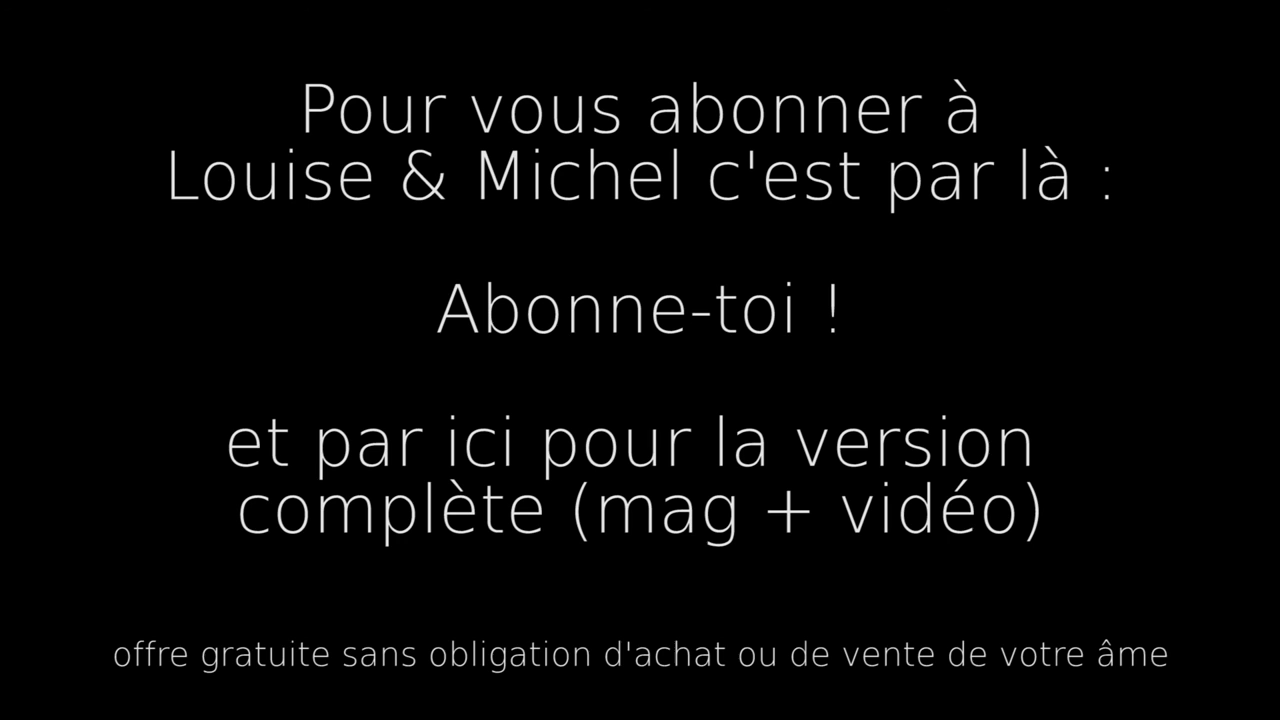 Pour vous abonner à
Louise & Michel c'est par là :
Abonne-toi !
et par ici pour la version
complète (mag + vidéo)
offre gratuite sans obligation d'achat ou de vente de votre âme